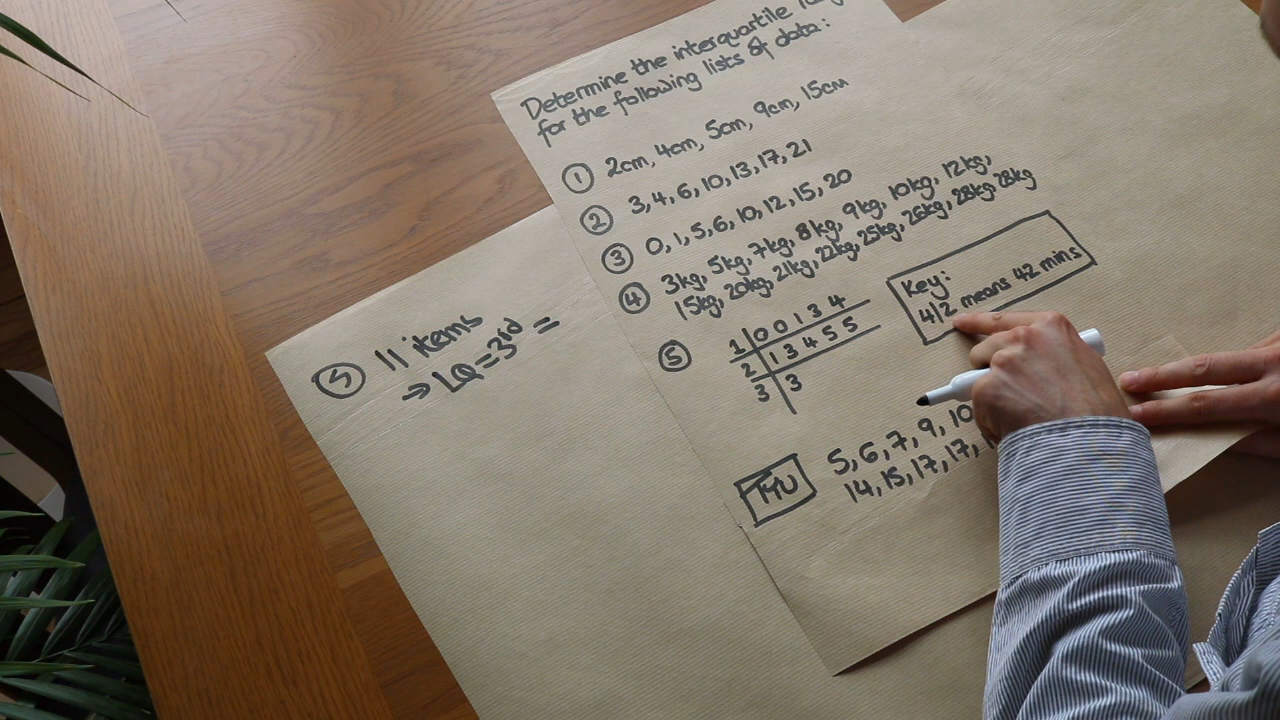 Determine the interquartile
for the following lists of data:
① 2cm, 4cm, 5cm, 9cm, 15cm
② 3, 4, 6, 10, 13, 17, 21
③ 0, 1, 5, 6, 10, 12, 15, 20
④ 3kg, 5kg, 7kg, 8kg, 9kg, 10kg, 12kg,
15kg, 20kg, 21kg, 22kg, 25kg, 26kg, 28kg, 28kg
⑤
1|0 0 1 3 4
2|1 3 4 5 5
3|3
Key:
4|2 means 42 mins
TYU
5, 6, 7, 9, 10
14, 15, 17, 17,
⑤ 11 items
→ LQ = 3rd =